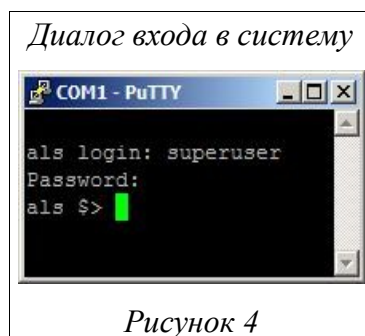 Диалог входа в систему
COM1 - PuTTY
als login: superuser
Password:
als $>
Рисунок 4